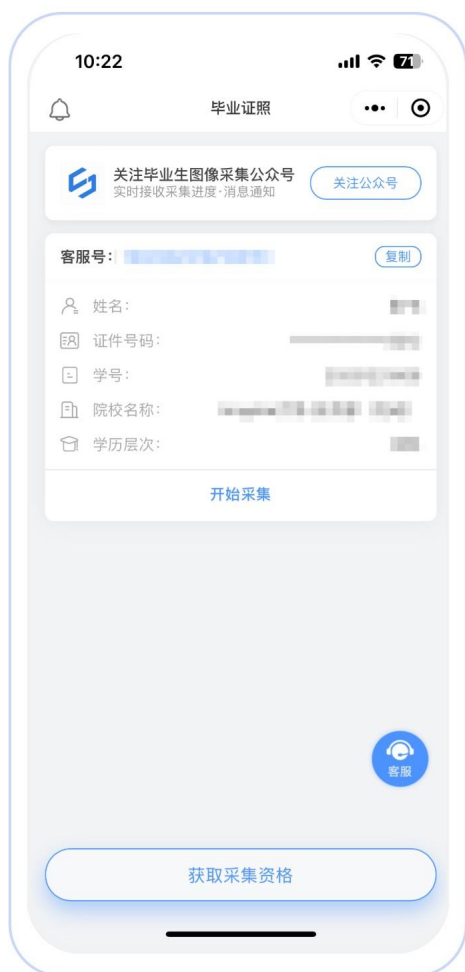 10:22
71
毕业证照
关注毕业生图像采集公众号
实时接收采集进度·消息通知
关注公众号
客服号:
复制
姓名:
证件号码:
学号:
院校名称:
学历层次:
开始采集
客服
获取采集资格